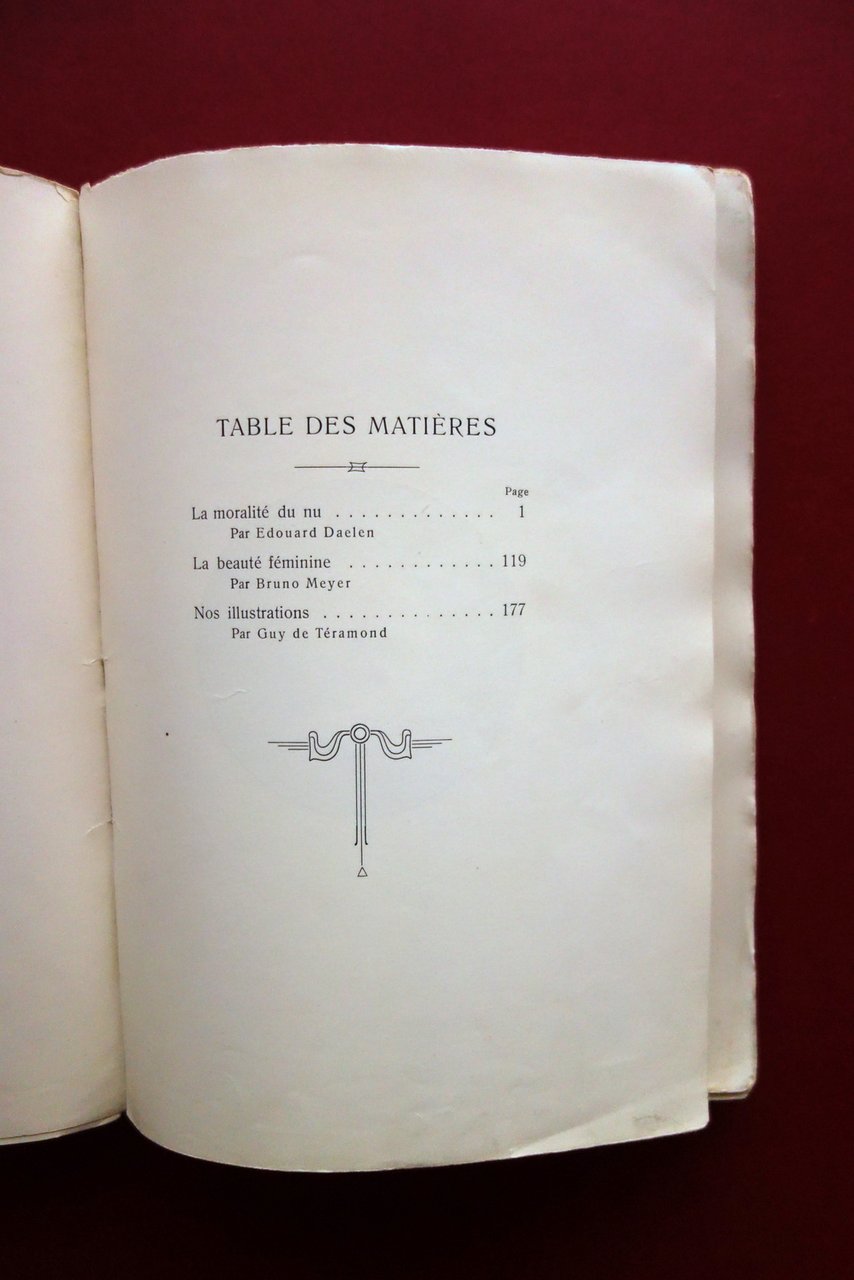 TABLE DES MATIÈRES
Page
La moralité du nu . . . . . . . . . . . . . 1
Par Edouard Daelen
La beauté féminine . . . . . . . . . . . . 119
Par Bruno Meyer
Nos illustrations . . . . . . . . . . . . . . 177
Par Guy de Téramond